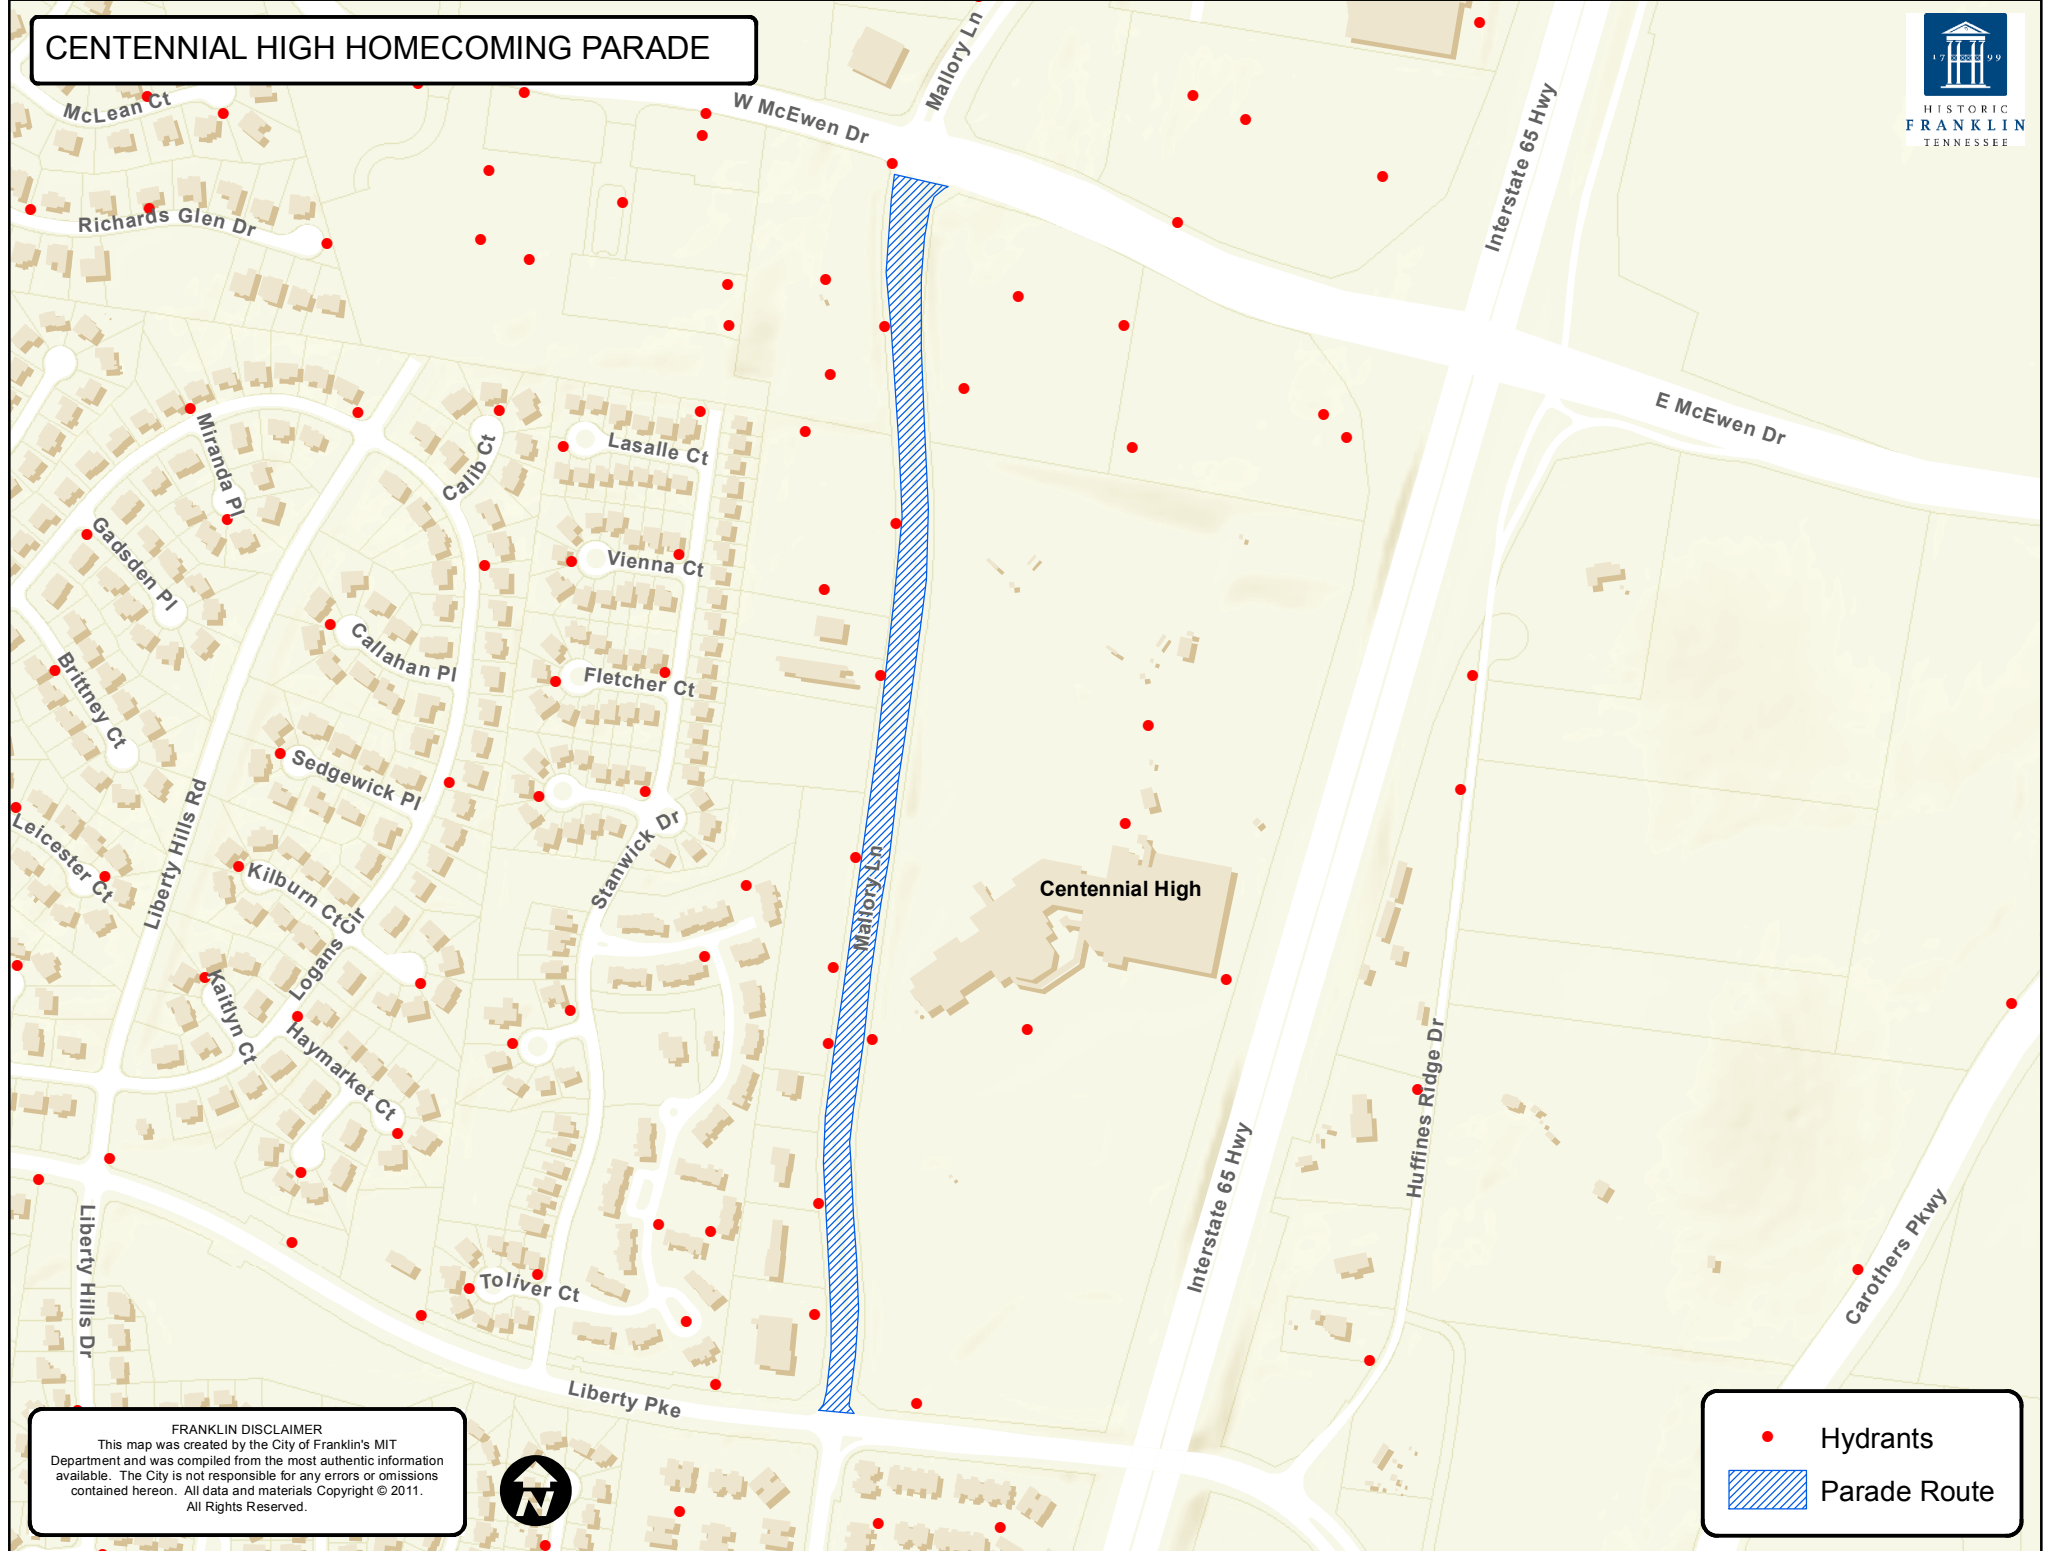 CENTENNIAL HIGH HOMECOMING PARADE
Mallory Ln
17 99
HISTORIC
FRANKLIN
TENNESSEE
McLean Ct
W McEwen Dr
Interstate 65 Hwy
Richards Glen Dr
E McEwen Dr
Miranda Pl
Calib Ct
Lasalle Ct
Gadsden Pl
Vienna Ct
Callahan Pl
Brittney Ct
Fletcher Ct
Sedgewick Pl
Liberty Hills Rd
Leicester Ct
Stanwick Dr
Kilburn Ct
Mallory Ln
Centennial High
Logans Cir
Kaitlyn Ct
Haymarket Ct
Huffines Ridge Dr
Interstate 65 Hwy
Carothers Pkwy
Liberty Hills Dr
Toliver Ct
Liberty Pke
FRANKLIN DISCLAIMER
This map was created by the City of Franklin's MIT
Department and was compiled from the most authentic information
available. The City is not responsible for any errors or omissions
contained hereon. All data and materials Copyright © 2011.
All Rights Reserved.
N
Hydrants
Parade Route